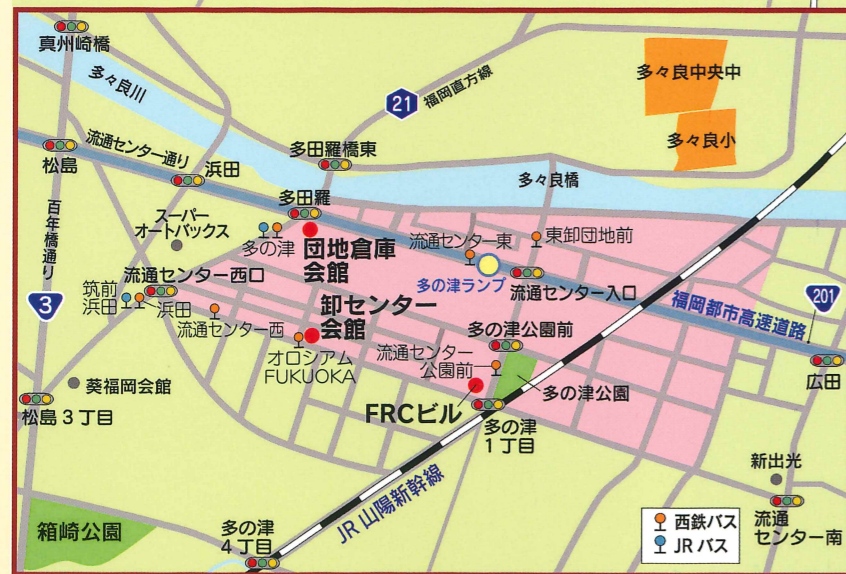 真州崎橋
多々良川
21
福岡直方線
多々良中央中
多々良小
松島
流通センター通り
浜田
多田羅橋東
多々良橋
百年橋通り
スーパー
オートバックス
多田羅
多の津
団地倉庫
会館
流通センター東
東卸団地前
多の津ランプ
流通センター入口
福岡都市高速道路
201
3
筑前
浜田
流通センター西口
浜田
流通センター西
卸センター
会館
オロシアム
FUKUOKA
多の津公園前
流通センター
公園前
多の津公園
広田
葵福岡会館
松島3丁目
FRCビル
多の津
1丁目
JR山陽新幹線
新出光
流通
センター南
箱崎公園
多の津
4丁目
西鉄バス
JRバス